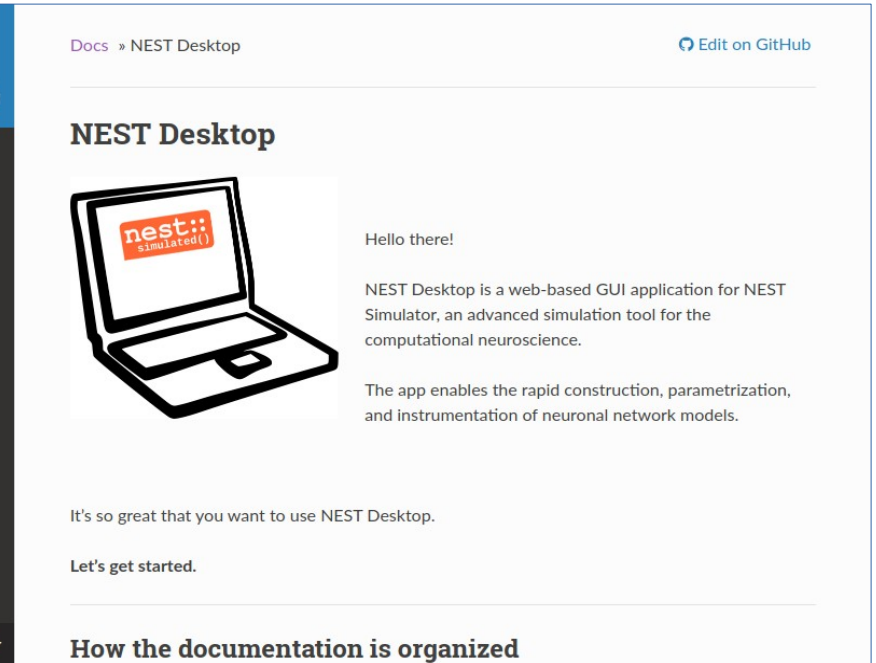 Docs » NEST Desktop
Edit on GitHub
NEST Desktop
nest::
simulated()
Hello there!
NEST Desktop is a web-based GUI application for NEST
Simulator, an advanced simulation tool for the
computational neuroscience.
The app enables the rapid construction, parametrization,
and instrumentation of neuronal network models.
It's so great that you want to use NEST Desktop.
Let's get started.
How the documentation is organized